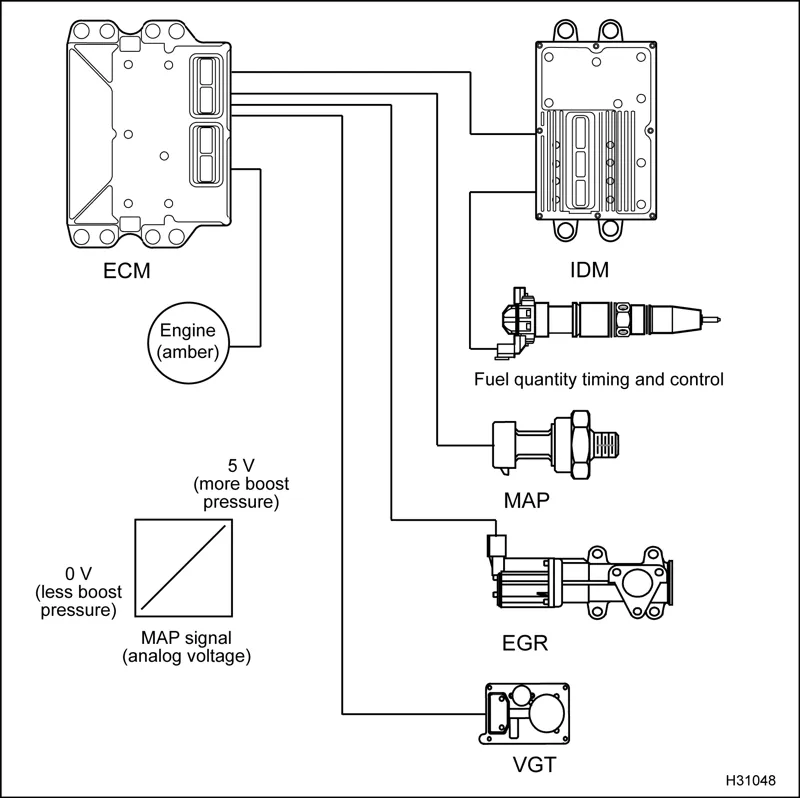 ECM
IDM
Engine
(amber)
Fuel quantity timing and control
5 V
(more boost
pressure)
MAP
0 V
(less boost
pressure)
MAP signal
(analog voltage)
EGR
VGT
H31048